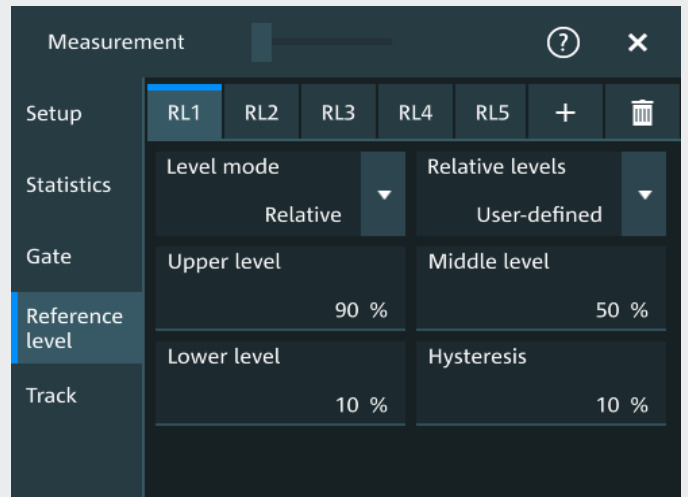 Measurement
?
×
Setup
RL1 RL2 RL3 RL4 RL5 +
Statistics
Level mode
Relative
Relative levels
User-defined
Gate
Upper level
90 %
Middle level
50 %
Reference
level
Lower level
10 %
Hysteresis
10 %
Track